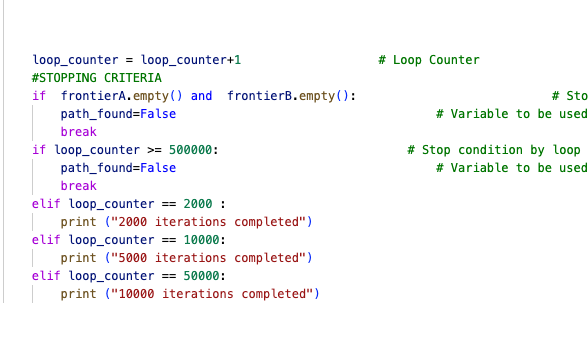 loop_counter = loop_counter+1 # Loop Counter
#STOPPING CRITERIA
if frontierA.empty() and frontierB.empty(): # Sto
path_found=False # Variable to be used
break
if loop_counter >= 500000: # Stop condition by loop
path_found=False # Variable to be used
break
elif loop_counter == 2000 :
print ("2000 iterations completed")
elif loop_counter == 10000:
print ("5000 iterations completed")
elif loop_counter == 50000:
print ("10000 iterations completed")